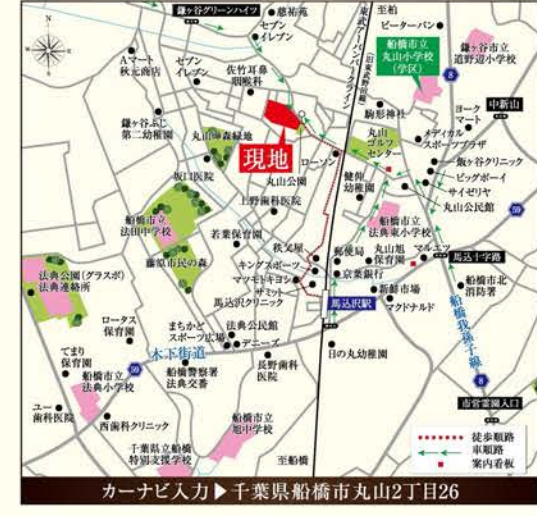 鎌ヶ谷グリーンハイツ
慈祐苑
セブン
イレブン
至柏
ピーターパン
船橋市立
丸山小学校
(学区)
鎌ヶ谷市立
道野辺小学校
8
Aマート
秋元商店
セブン
イレブン
佐竹耳鼻
咽喉科
東武アーバンパークライン
(旧東武野田線)
駒形神社
ヨーク
マート
中新山
鎌ヶ谷ふじ
第二幼稚園
丸山
緑地
現地
ローソン
丸山
ゴルフ
センター
メディカル
スポーツプラザ
飯ヶ谷クリニック
ビッグボーイ
サイゼリヤ
丸山公民館
坂口医院
丸山公園
上野歯科医院
健伸
幼稚園
59
船橋市立
法田中学校
若葉保育園
船橋市立
法典東小学校
藤原市民の森
秩父屋
キングスポーツ
マツモトキヨシ
サミット
馬込沢クリニック
郵便局
丸山旭
保育園
マルエツ
京葉銀行
馬込十字路
法典公園(グラスポ)
法典連絡所
馬込沢駅
新鮮市場
マクドナルド
船橋市北
消防署
ロータス
保育園
まちかど
スポーツ広場
法典公民館
デニーズ
船橋我孫子線
てまり
保育園
木下街道
59
船橋警察署
法典交番
長野歯科
医院
日の丸幼稚園
船橋市立
法典小学校
8
ユー
歯科医院
西歯科クリニック
船橋市立
旭中学校
市営霊園入口
千葉県立船橋
特別支援学校
至船橋
徒歩順路
車順路
案内看板
カーナビ入力▶千葉県船橋市丸山2丁目26